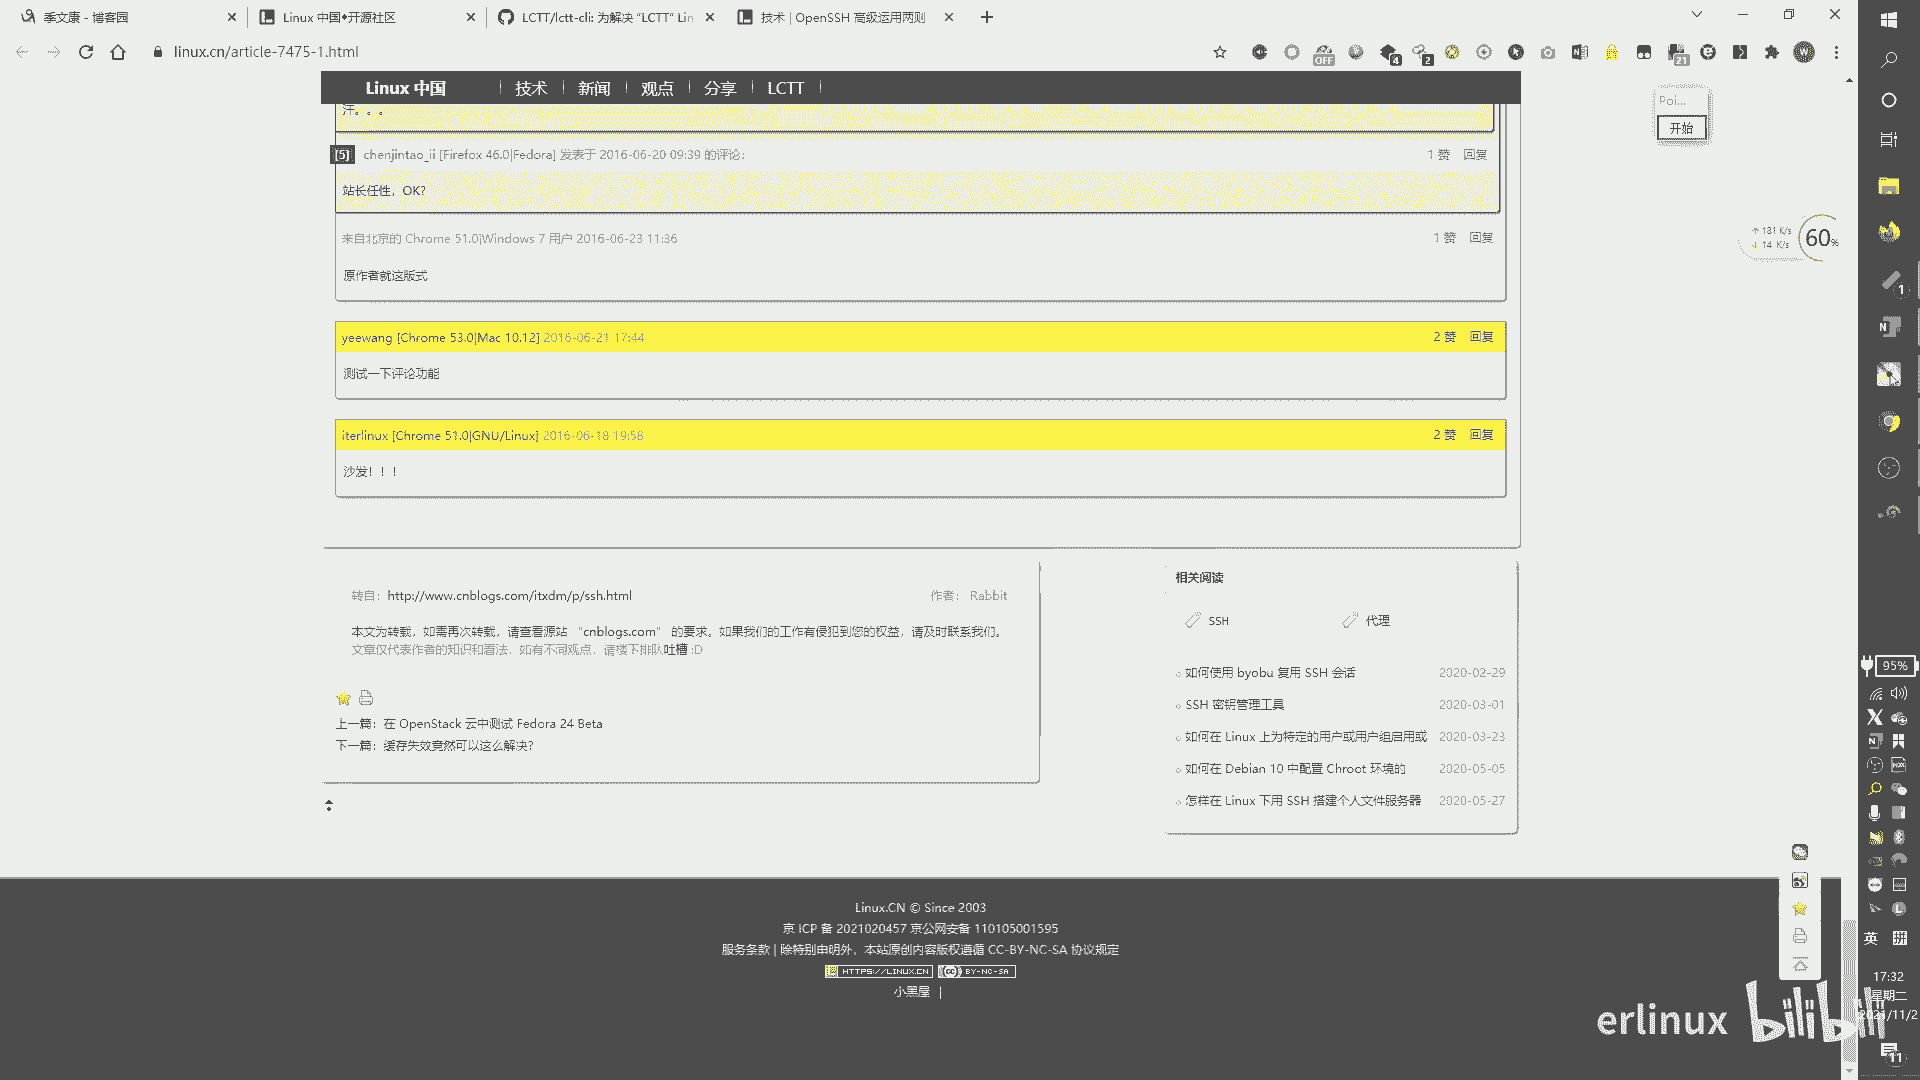 季文康 - 博客园
Linux 中国◆开源社区
LCTT/lctt-cli: 为解决 "LCTT" Lin
技术 | OpenSSH 高级运用两则
linux.cn/article-7475-1.html
OFF
4
2
21
W
Linux 中国
技术
新闻
观点
分享
LCTT
汗。。。
Poi...
开始
[5] chenjintao_ii [Firefox 46.0|Fedora] 发表于 2016-06-20 09:39 的评论:
1 赞 回复
站长任性，OK?
来自北京的 Chrome 51.0|Windows 7 用户 2016-06-23 11:36
1 赞 回复
原作者就这版式
↑ 181 K/s
↓ 14 K/s
60%
yeewang [Chrome 53.0|Mac 10.12] 2016-06-21 17:44
2 赞 回复
测试一下评论功能
iterlinux [Chrome 51.0|GNU/Linux] 2016-06-18 19:58
2 赞 回复
沙发！！！
转自：http://www.cnblogs.com/itxdm/p/ssh.html
作者： Rabbit
本文为转载，如需再次转载，请查看源站 “cnblogs.com” 的要求。如果我们的工作有侵犯到您的权益，请及时联系我们。
文章仅代表作者的知识和看法，如有不同观点，请楼下排队吐槽 :D
上一篇：在 OpenStack 云中测试 Fedora 24 Beta
下一篇：缓存失效竟然可以这么解决？
相关阅读
SSH
代理
如何使用 byobu 复用 SSH 会话 2020-02-29
SSH 密钥管理工具 2020-03-01
如何在 Linux 上为特定的用户或用户组启用或 2020-03-23
如何在 Debian 10 中配置 Chroot 环境的 2020-05-05
怎样在 Linux 下用 SSH 搭建个人文件服务器 2020-05-27
Linux.CN © Since 2003
京 ICP 备 2021020457 京公网安备 110105001595
服务条款 | 除特别申明外，本站原创内容版权遵循 CC-BY-NC-SA 协议规定
HTTPS://LINUX.CN
BY-NC-SA
小黑屋 |
1
95%
英 拼
17:32
星期二
2021/11/2
11
erlinux bilibili